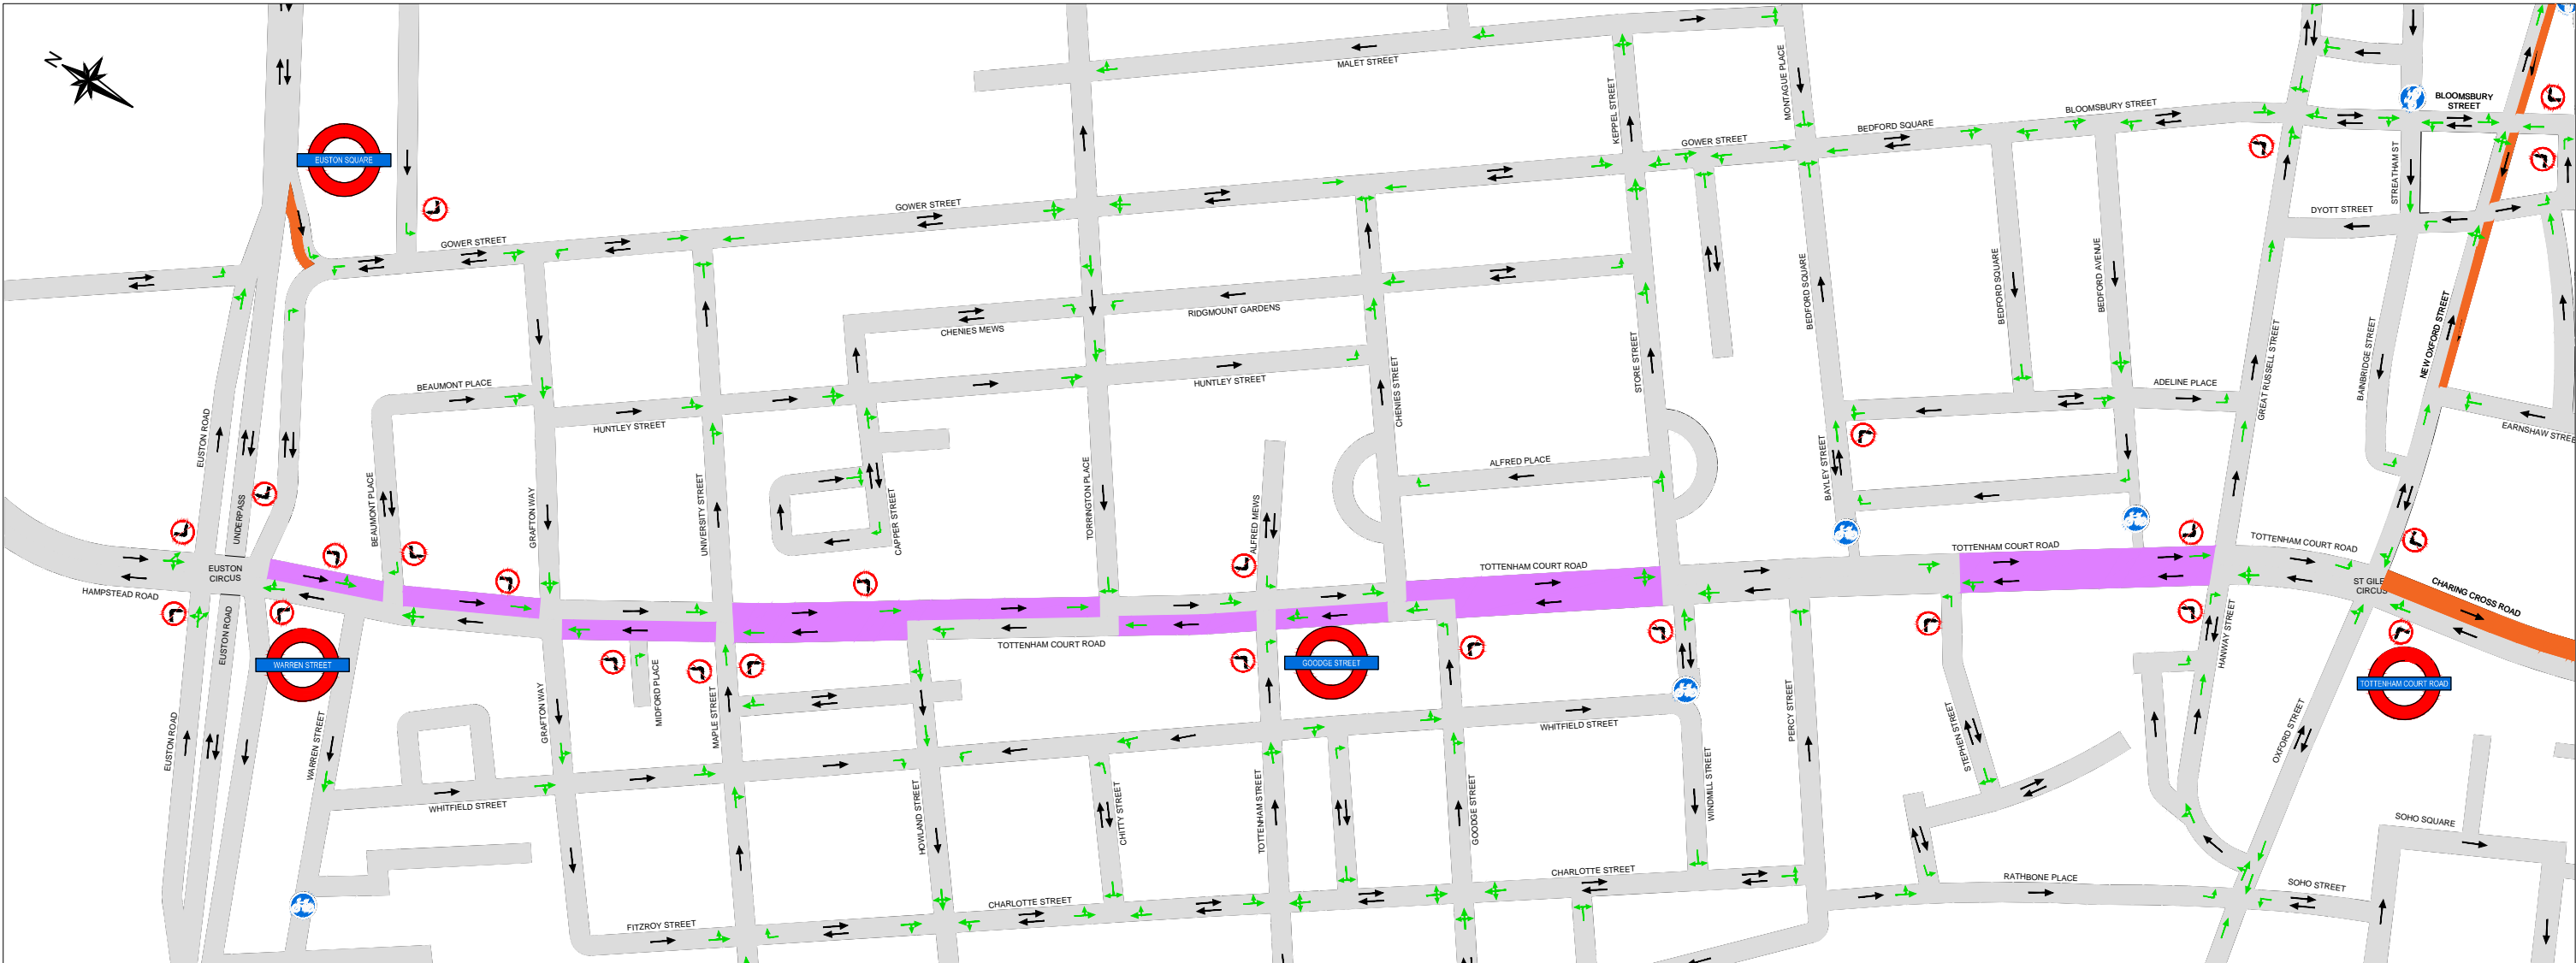 N
MALET STREET
EUSTON SQUARE
KEPPEL STREET
MONTAGUE PLACE
BLOOMSBURY STREET
BLOOMSBURY
STREET
BEDFORD SQUARE
GOWER STREET
GOWER STREET
GOWER STREET
STREATHAM ST
DYOTT STREET
CHENIES MEWS
RIDGMOUNT GARDENS
BEDFORD SQUARE
BEDFORD SQUARE
BEDFORD AVENUE
GREAT RUSSELL STREET
BAINBRIDGE STREET
NEW OXFORD STREET
BEAUMONT PLACE
HUNTLEY STREET
HUNTLEY STREET
CHENIES STREET
STORE STREET
ADELINE PLACE
EARNSHAW STREE
EUSTON ROAD
UNDERPASS
BEAUMONT PLACE
GRAFTON WAY
UNIVERSITY STREET
CAPPER STREET
TORRINGTON PLACE
ALFRED MEWS
ALFRED PLACE
BAYLEY STREET
EUSTON
CIRCUS
HAMPSTEAD ROAD
TOTTENHAM COURT ROAD
TOTTENHAM COURT ROAD
TOTTENHAM COURT ROAD
ST GILE
CIRCUS
CHARING CROSS ROAD
EUSTON ROAD
WARREN STREET
TOTTENHAM COURT ROAD
GOODGE STREET
HANWAY STREET
TOTTENHAM COURT ROAD
EUSTON ROAD
WARREN STREET
GRAFTON WAY
MIDFORD PLACE
MAPLE STREET
WHITFIELD STREET
PERCY STREET
STEPHEN STREET
OXFORD STREET
WHITFIELD STREET
HOWLAND STREET
CHITTY STREET
TOTTENHAM STREET
GOODGE STREET
WINDMILL STREET
SOHO SQUARE
FITZROY STREET
CHARLOTTE STREET
CHARLOTTE STREET
RATHBONE PLACE
SOHO STREET